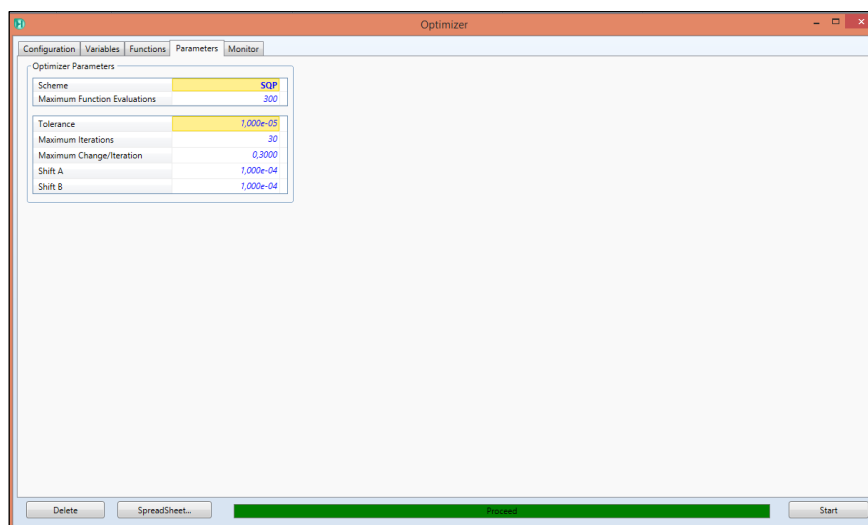 Optimizer
Configuration Variables Functions Parameters Monitor
Optimizer Parameters
Scheme SQP
Maximum Function Evaluations 300
Tolerance 1,000e-05
Maximum Iterations 30
Maximum Change/Iteration 0,3000
Shift A 1,000e-04
Shift B 1,000e-04
Delete SpreadSheet... Proceed Start